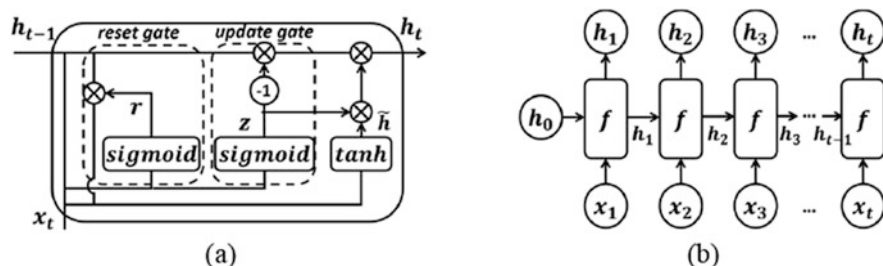 h_{t-1} reset gate update gate h_t
r -1
z h̃
sigmoid sigmoid tanh
x_t
(a)
h_1 h_2 h_3 ... h_t
h_0 f f f ... f
h_1 h_2 h_3 h_{t-1}
x_1 x_2 x_3 ... x_t
(b)